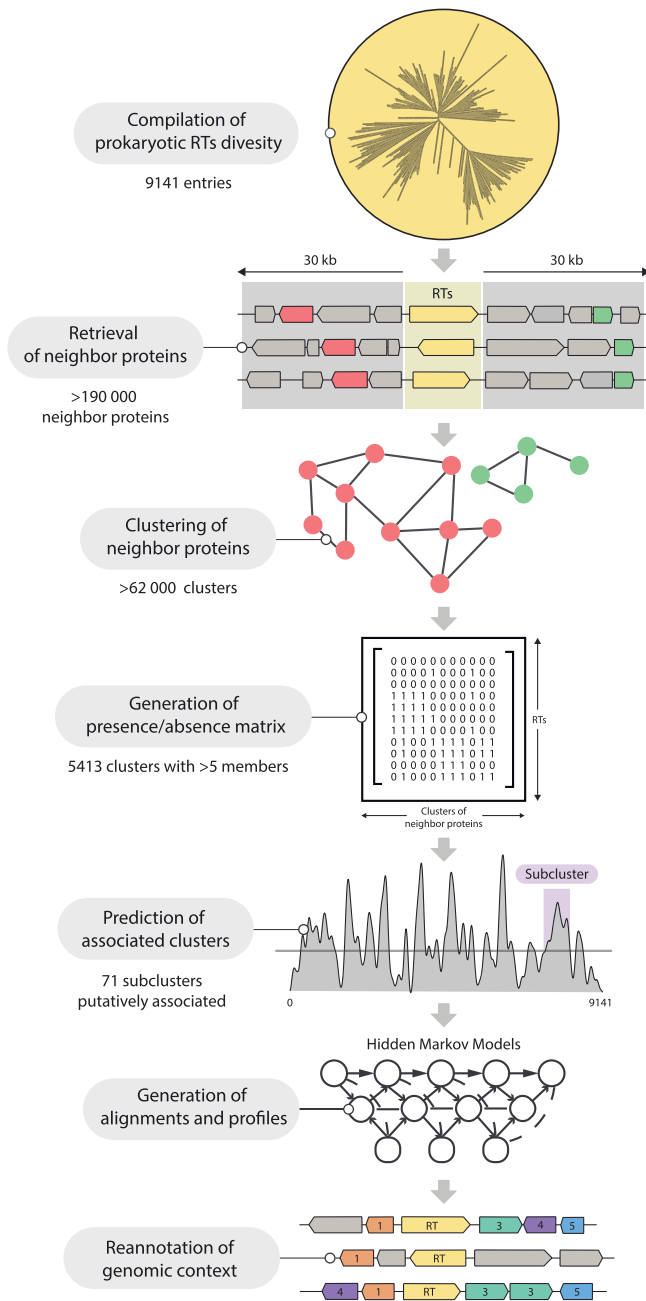 Compilation of
prokaryotic RTs divesity
9141 entries
30 kb
30 kb
RTs
Retrieval
of neighbor proteins
>190 000
neighbor proteins
Clustering of
neighbor proteins
>62 000 clusters
Generation of
presence/absence matrix
5413 clusters with >5 members
0 0 0 0 0 0 0 0 0 0 0
0 0 0 0 1 0 0 0 1 0 0
0 0 0 0 0 0 0 0 0 0 0
1 1 1 1 0 0 0 0 1 0 0
1 1 1 1 0 0 0 0 0 0 0
1 1 1 1 0 0 0 0 0 0 0
1 1 1 1 0 0 0 0 1 0 0
0 1 0 0 1 1 1 1 0 1 1
0 1 0 0 0 1 1 1 0 1 1
0 1 0 0 0 1 1 1 0 0 0
0 1 0 0 0 1 1 1 0 1 1
RTs
Clusters of
neighbor proteins
Subcluster
Prediction of
associated clusters
71 subclusters
putatively associated
0
9141
Hidden Markov Models
Generation of
alignments and profiles
Reannotation of
genomic context
1 RT 3 4 5
1 RT
4 1 RT 3 3 5